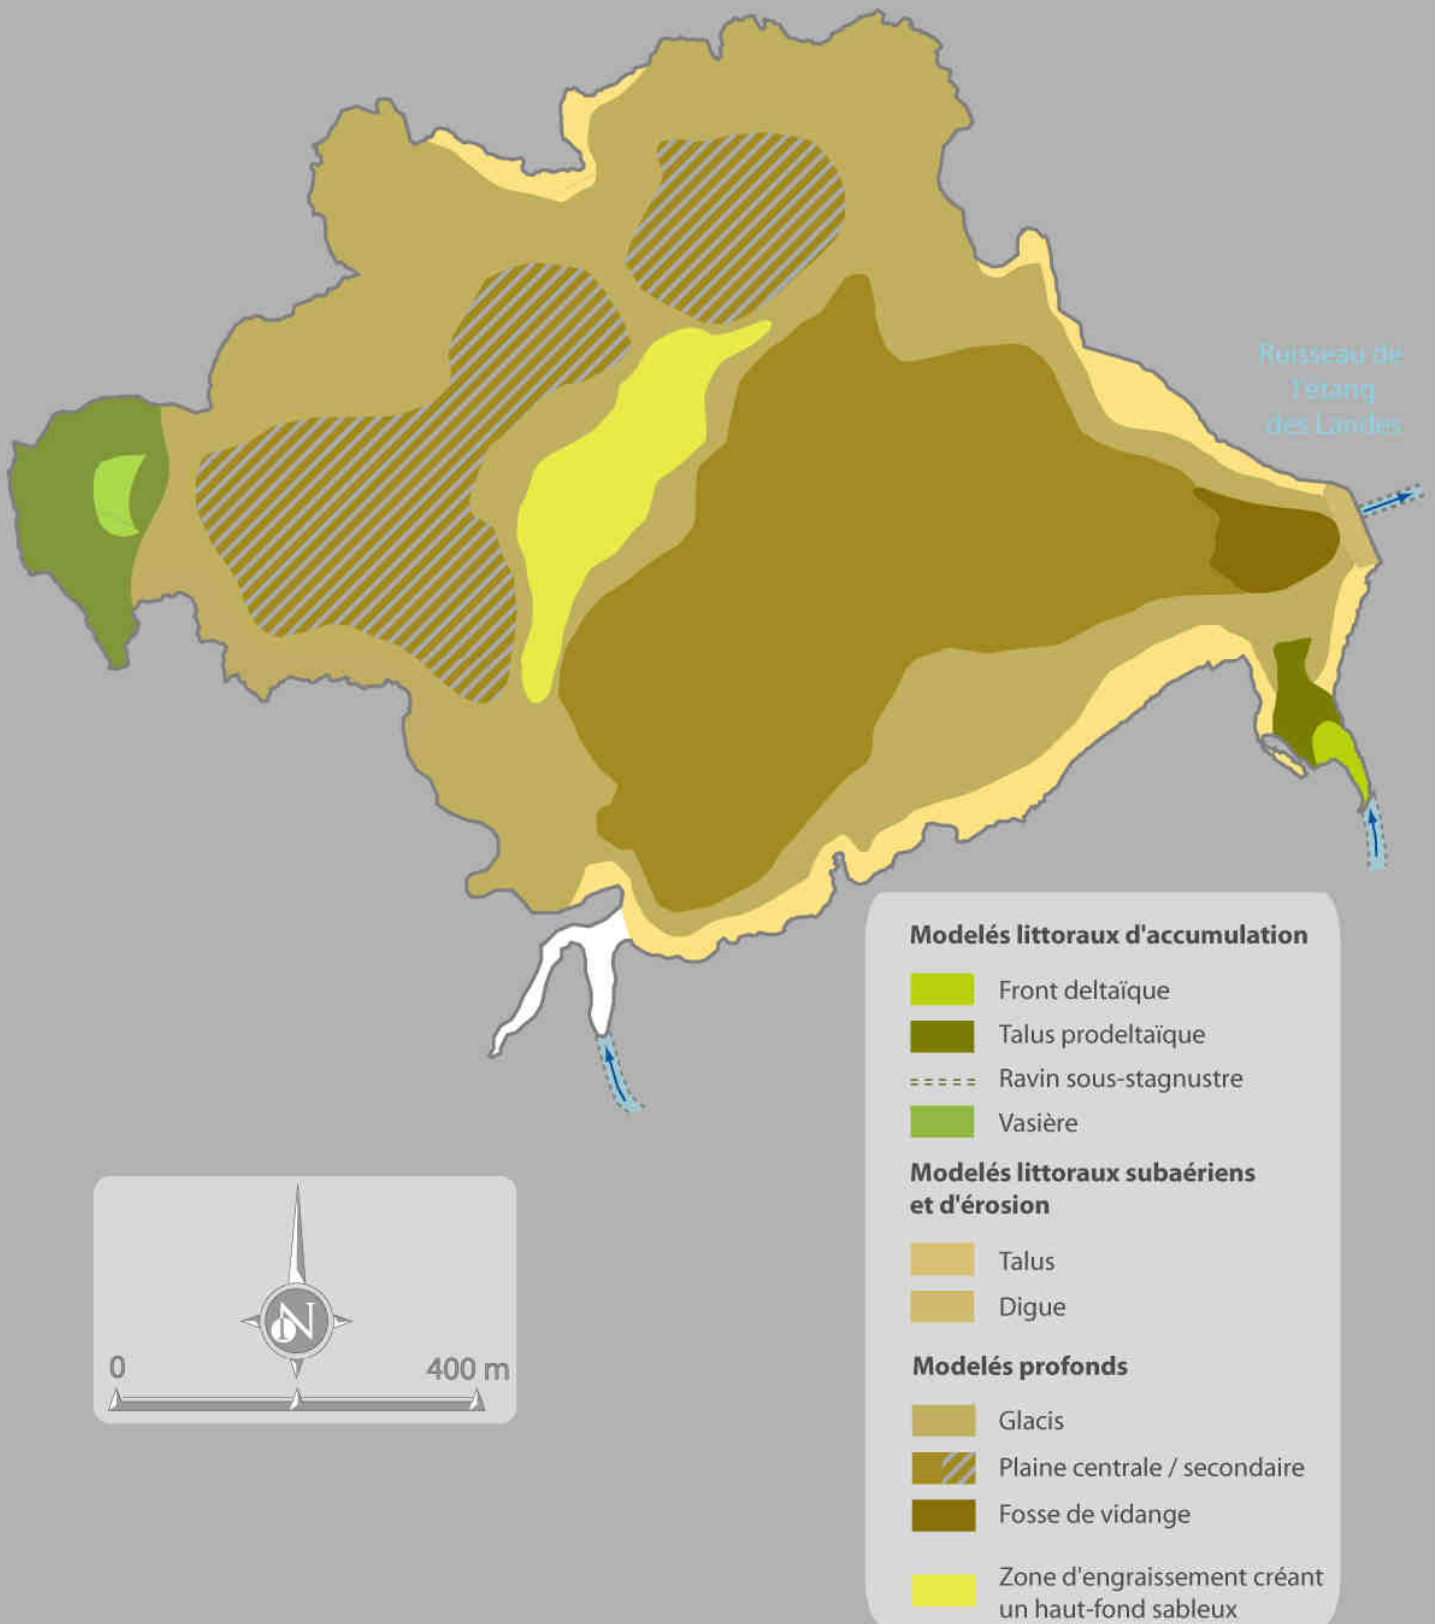 Ruisseau de
l'étang
des Landes
Modelés littoraux d'accumulation
Front deltaïque
Talus prodeltaïque
Ravin sous-stagnustre
Vasière
Modelés littoraux subaériens
et d'érosion
Talus
Digue
Modelés profonds
Glacis
Plaine centrale / secondaire
Fosse de vidange
Zone d'engraissement créant
un haut-fond sableux
N
0 400 m